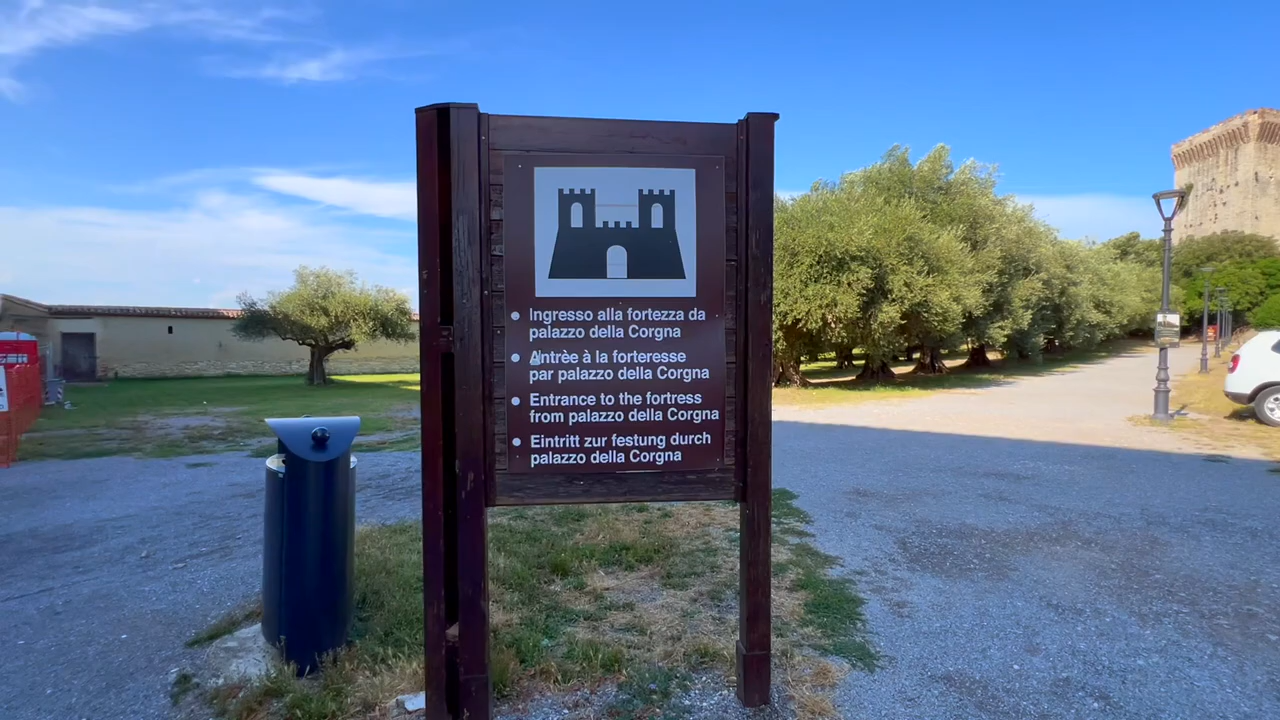 Ingresso alla fortezza da
palazzo della Corgna
Aintrèe à la forteresse
par palazzo della Corgna
Entrance to the fortress
from palazzo della Corgna
Eintritt zur festung durch
palazzo della Corgna